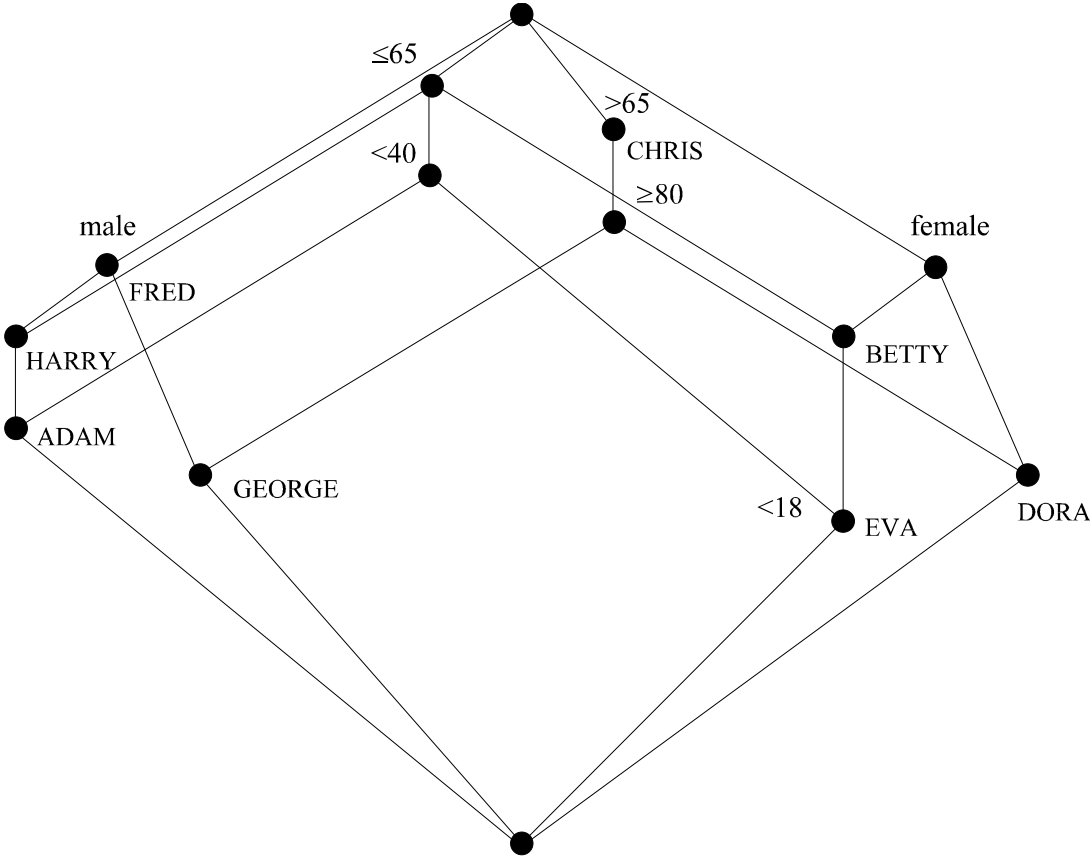 ≤65
>65
CHRIS
<40
≥80
male
female
FRED
HARRY
BETTY
ADAM
GEORGE
<18
EVA
DORA